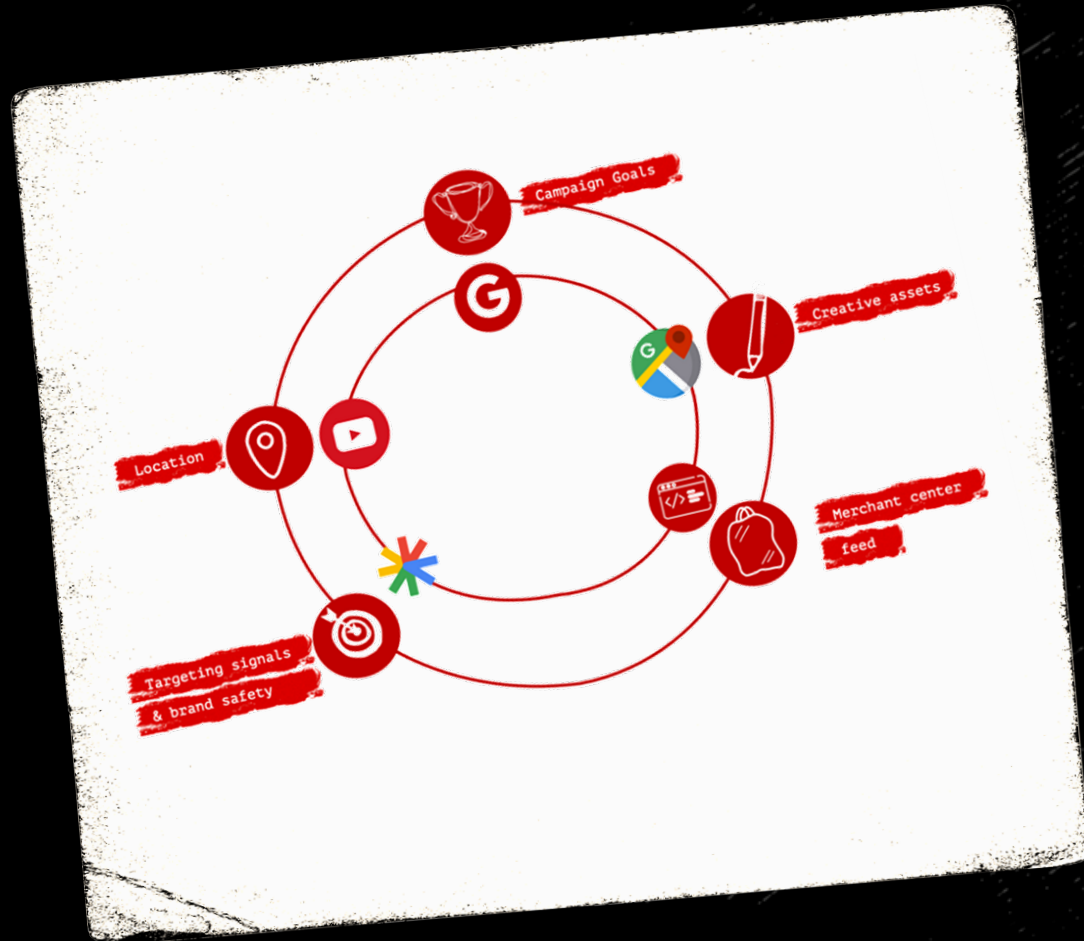 Campaign Goals
Creative assets
Location
Merchant center
feed
Targeting signals
& brand safety